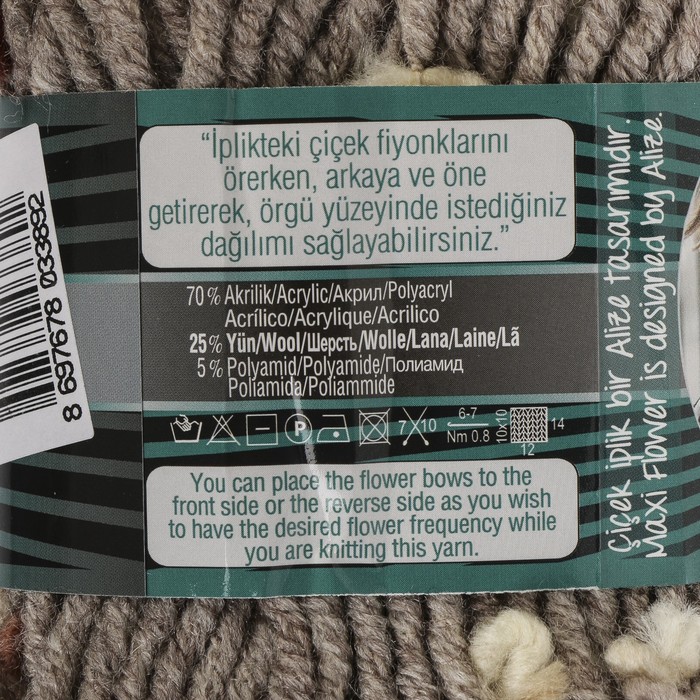 “İplikteki çiçek fiyonklarını
örerken, arkaya ve öne
getirerek, örgü yüzeyinde istediğiniz
dağılımı sağlayabilirsiniz.”
70% Akrilik/Acrylic/Акрил/Polyacryl
Acrílico/Acrylique/Acrilico
25% Yün/Wool/Шерсть/Wolle/Lana/Laine/Lã
5% Polyamid/Polyamide/Полиамид
Poliamida/Poliammide
P 7 10 6-7 Nm 0.8 10x10 14
12
You can place the flower bows to the
front side or the reverse side as you wish
to have the desired flower frequency while
you are knitting this yarn.
8 697678 033892
Çiçek iplik bir Alize tasarımıdır.
Maxi Flower is designed by Alize.